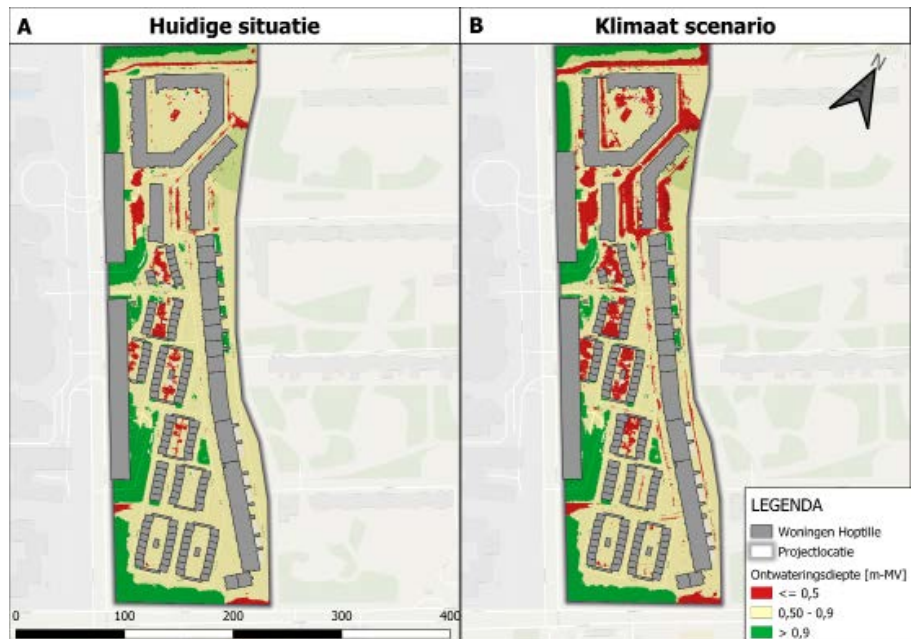 A
Huidige situatie
B
Klimaat scenario
N
LEGENDA
Woningen Hoptille
Projectlocatie
Ontwateringsdiepte [m-MV]
<= 0,5
0,50 - 0,9
> 0,9
0 100 200 300 400